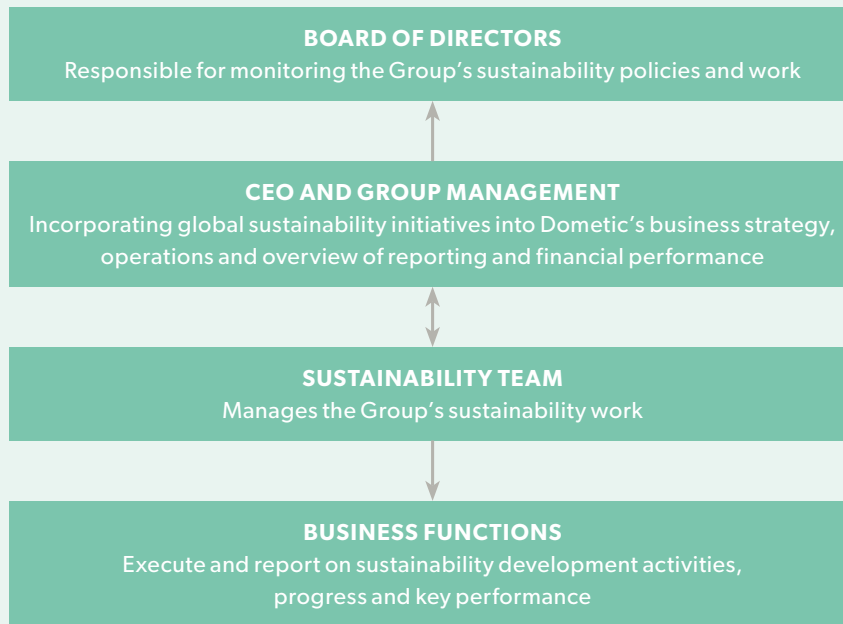 BOARD OF DIRECTORS
Responsible for monitoring the Group’s sustainability policies and work
CEO AND GROUP MANAGEMENT
Incorporating global sustainability initiatives into Dometic’s business strategy,
operations and overview of reporting and financial performance
SUSTAINABILITY TEAM
Manages the Group’s sustainability work
BUSINESS FUNCTIONS
Execute and report on sustainability development activities,
progress and key performance